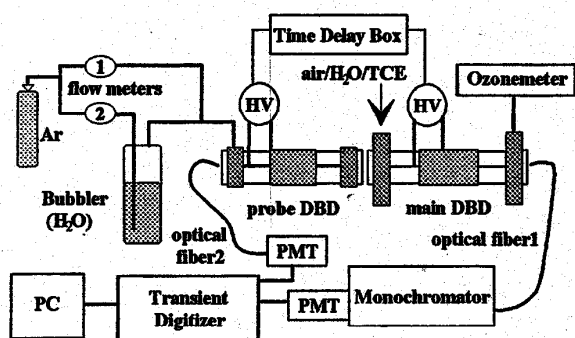 Time Delay Box
1
flow meters
2
Ar
HV
air/H₂O/TCE
HV
Ozonemeter
Bubbler
(H₂O)
probe DBD
main DBD
optical
fiber2
optical fiber1
PMT
PC
Transient
Digitizer
PMT
Monochromator